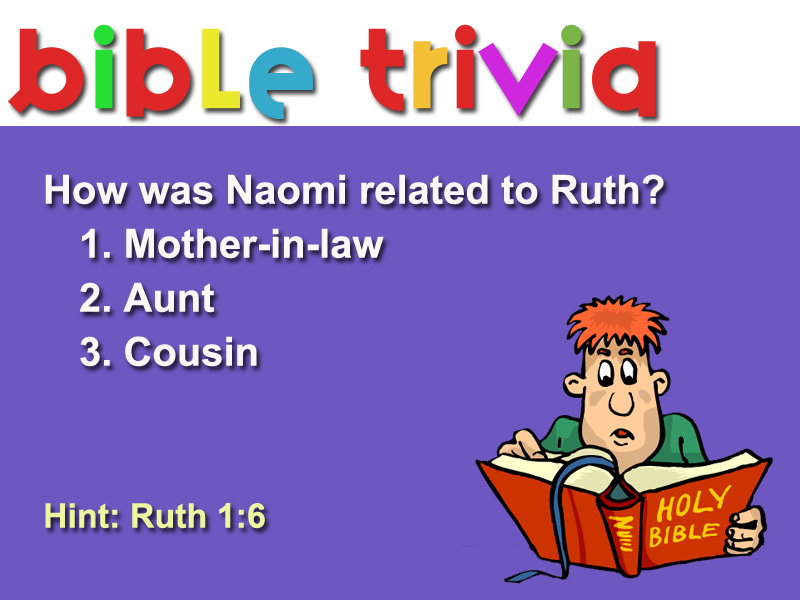 bible trivia
How was Naomi related to Ruth?
1. Mother-in-law
2. Aunt
3. Cousin
HOLY
BIBLE
Hint: Ruth 1:6